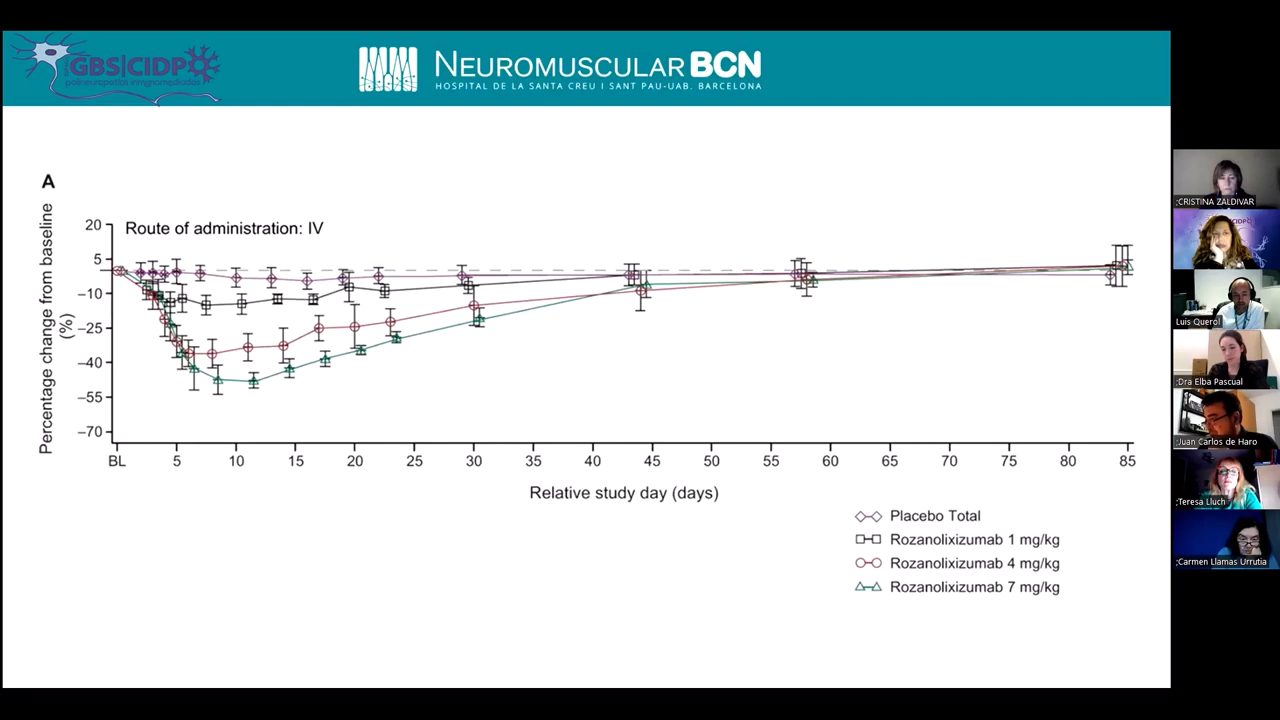 GBS|CIDP
polineuropatías inmunomediadas
NEUROMUSCULAR BCN
HOSPITAL DE LA SANTA CREU I SANT PAU-UAB. BARCELONA
A
Percentage change from baseline
(%)
20
5
–10
–25
–40
–55
–70
Route of administration: IV
BL 5 10 15 20 25 30 35 40 45 50 55 60 65 70 75 80 85
Relative study day (days)
Placebo Total
Rozanolixizumab 1 mg/kg
Rozanolixizumab 4 mg/kg
Rozanolixizumab 7 mg/kg
;CRISTINA ZALDIVAR
CIDP
Luis Querol
;Dra Elba Pascual
;Juan Carlos de Haro
;Teresa Lluch
;Carmen Llamas Urrutia